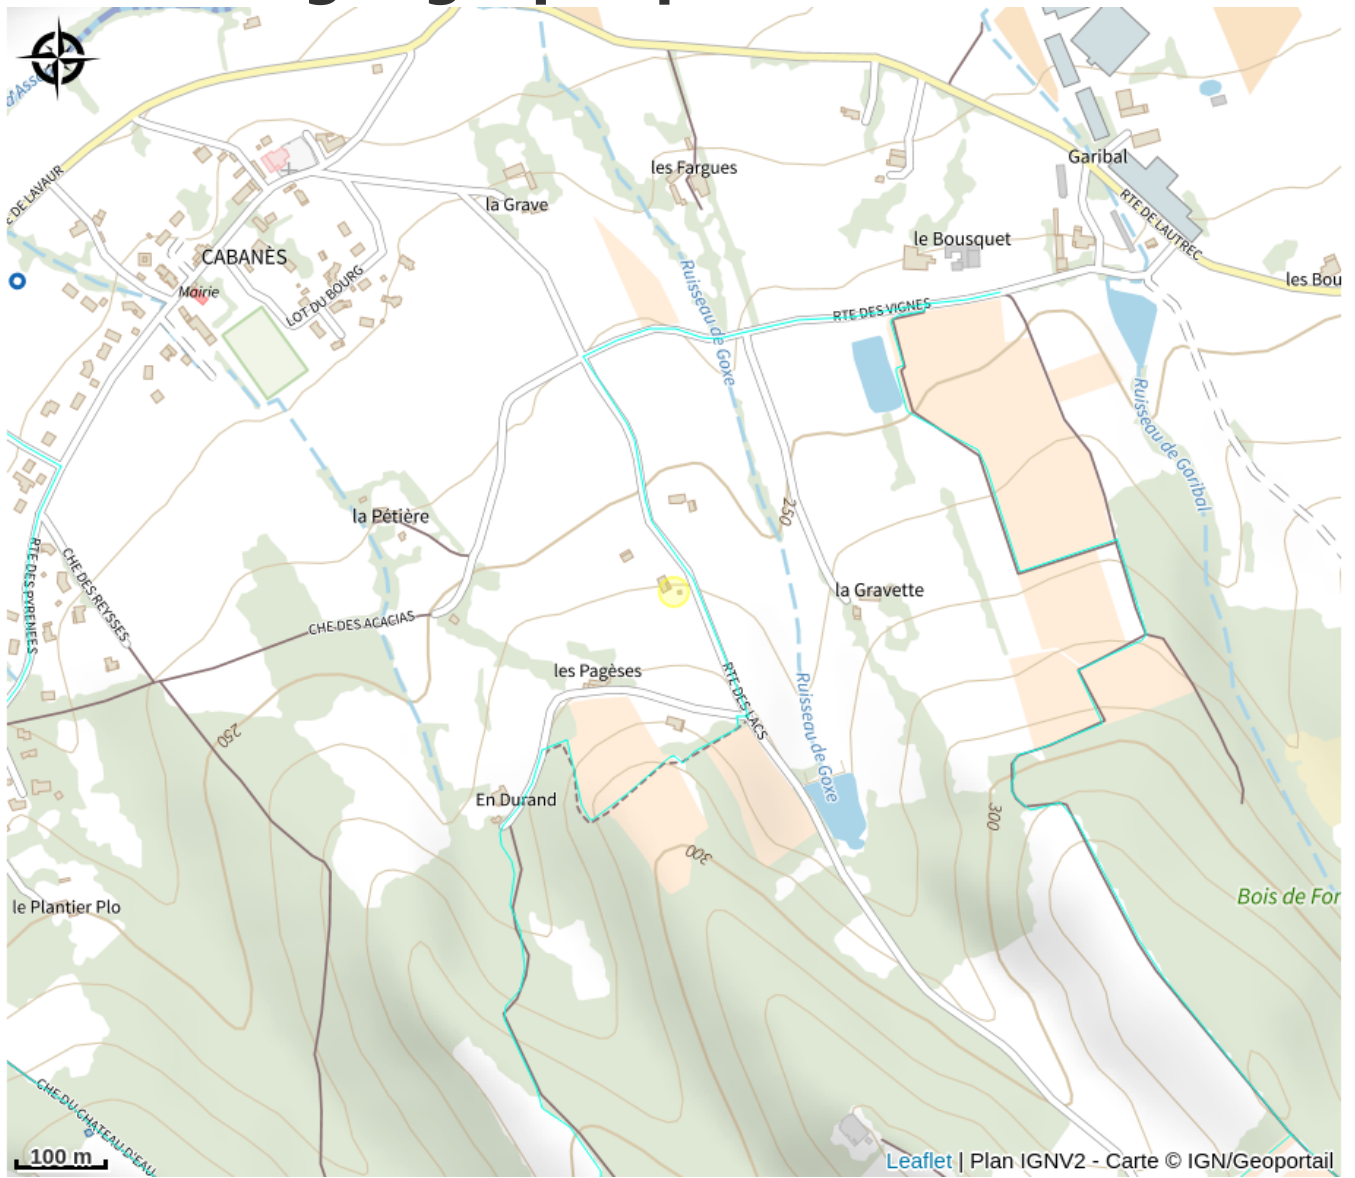 d'Asso
les Fargues
Garibal
RTE DE LAVAUR
la Grave
RTE DE LAUTREC
CABANÈS
le Bousquet
Mairie
LOT DU BOURG
les Bou
Ruisseau de Goxe
RTE DES VIGNES
Ruisseau de Garibal
la Pétière
250
RTE DES PYRENEES
CHE DES REYSSES
la Gravette
CHE DES ACACIAS
les Pagèses
RTE DES LACS
Ruisseau de Goxe
250
En Durand
300
300
le Plantier Plo
Bois de For
CHE DU CHATEAU D'EAU
100 m
Leaflet | Plan IGNV2 - Carte © IGN/Geoportail